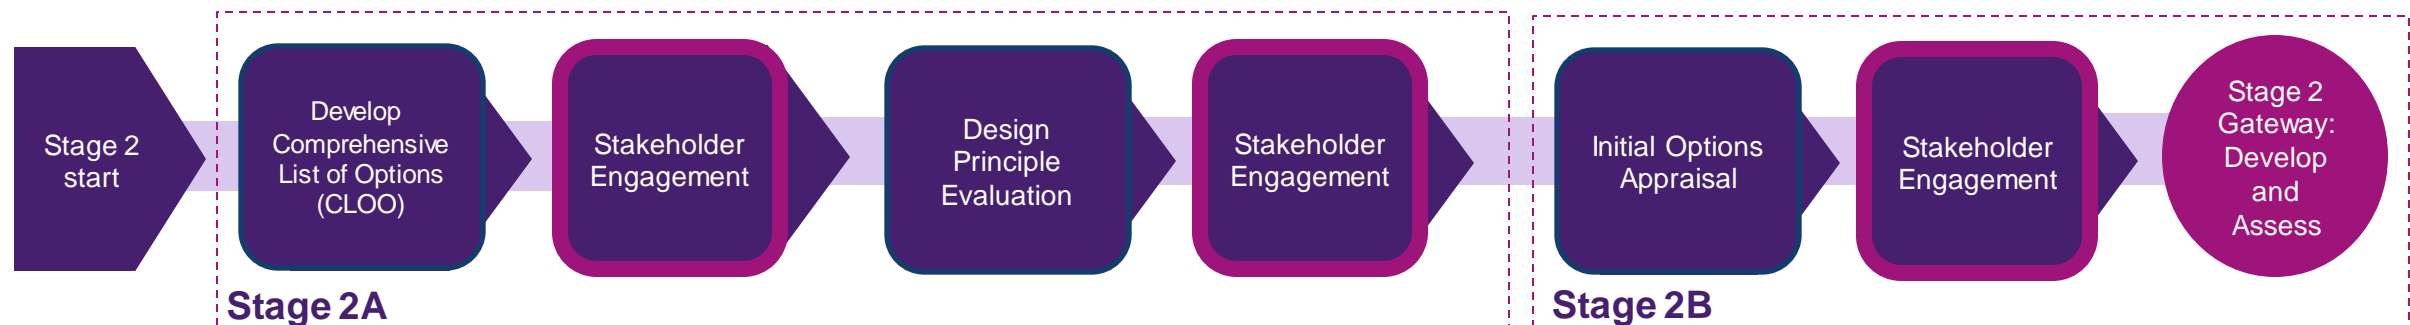 Stage 2
start
Develop
Comprehensive
List of Options
(CLOO)
Stakeholder
Engagement
Design
Principle
Evaluation
Stakeholder
Engagement
Stage 2A
Initial Options
Appraisal
Stakeholder
Engagement
Stage 2
Gateway:
Develop
and
Assess
Stage 2B